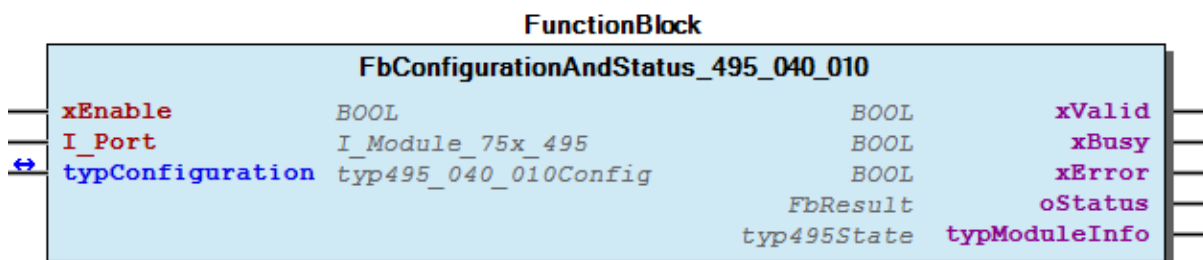 FunctionBlock
FbConfigurationAndStatus_495_040_010
xEnable BOOL BOOL xValid
I_Port I_Module_75x_495 BOOL xBusy
typConfiguration typ495_040_010Config BOOL xError
FbResult oStatus
typ495State typModuleInfo